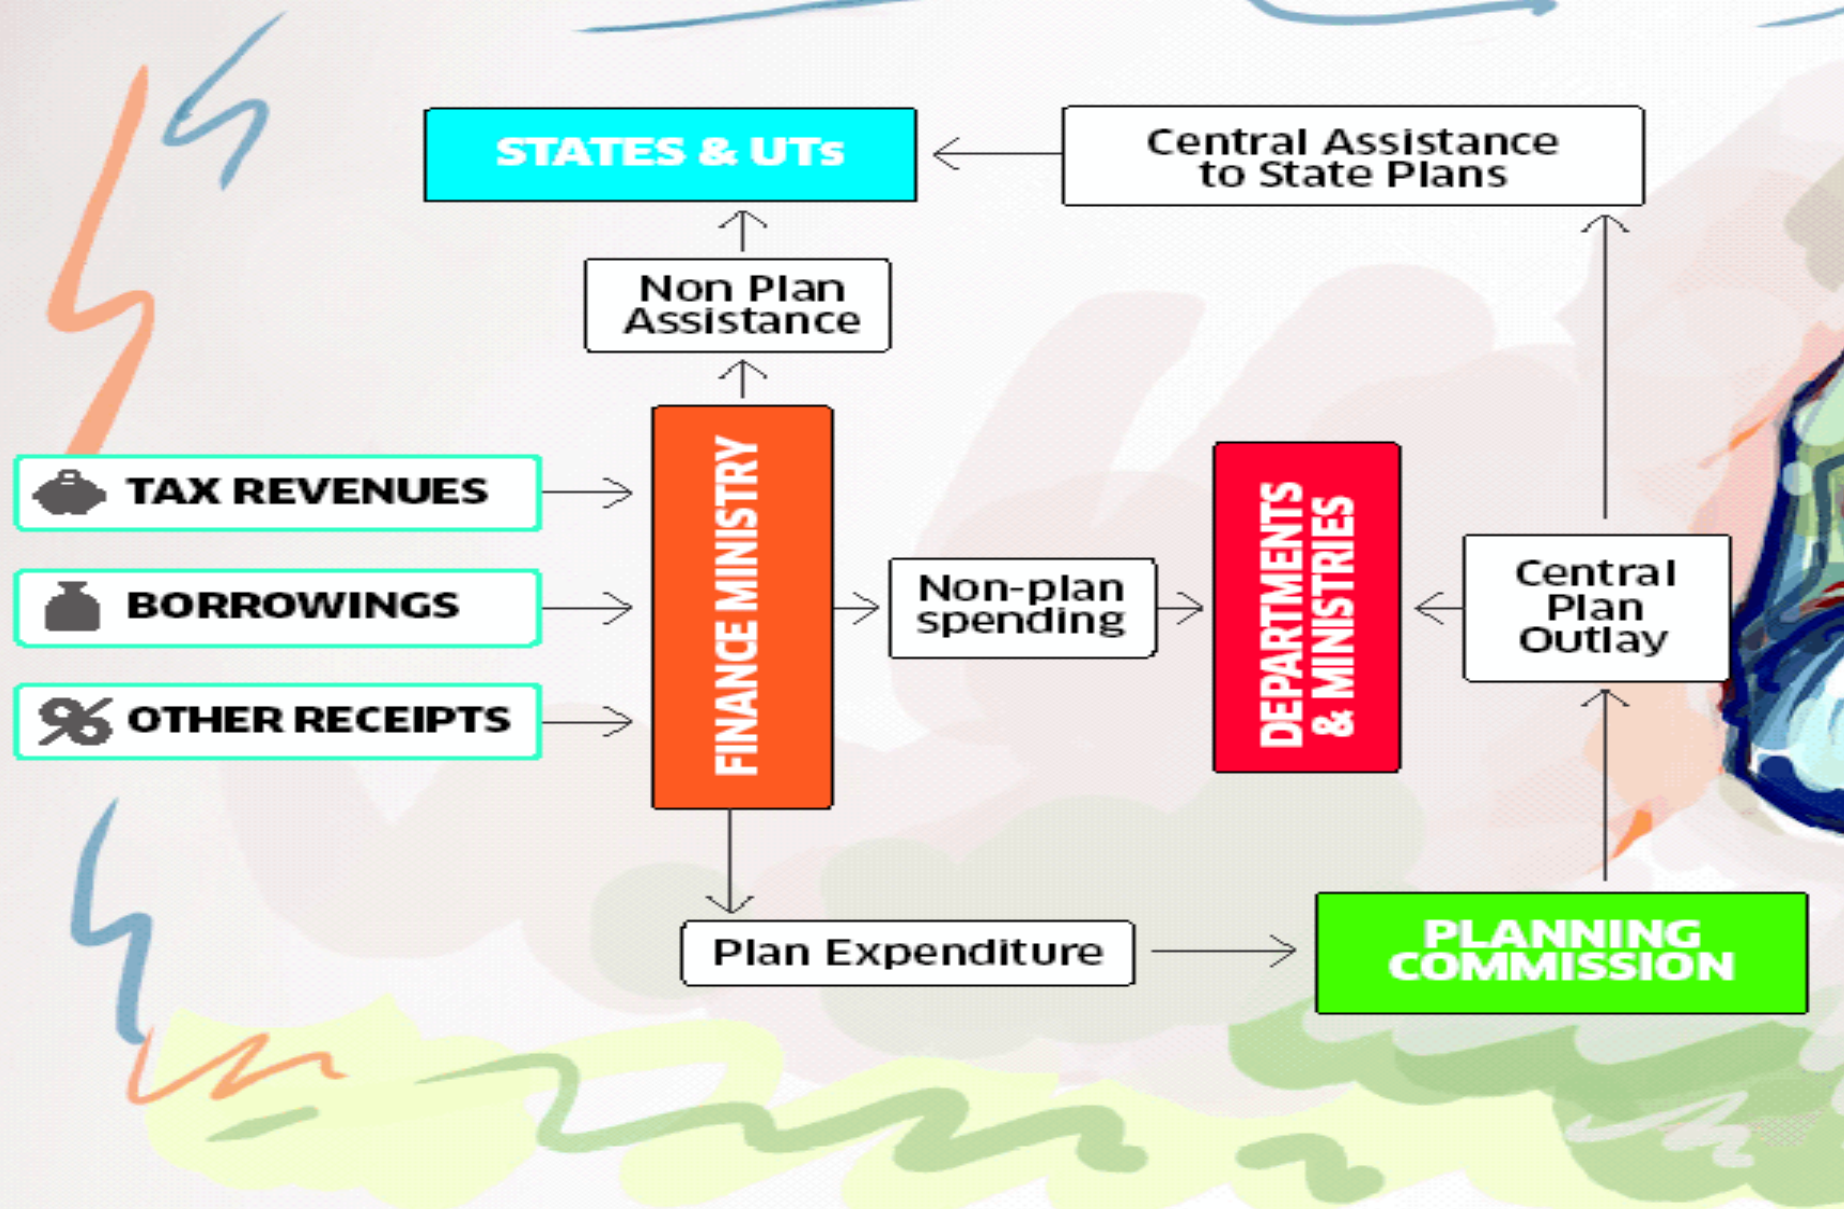 STATES & UTs
Central Assistance
to State Plans
Non Plan
Assistance
TAX REVENUES
BORROWINGS
OTHER RECEIPTS
FINANCE MINISTRY
Non-plan
spending
DEPARTMENTS
& MINISTRIES
Central
Plan
Outlay
Plan Expenditure
PLANNING
COMMISSION